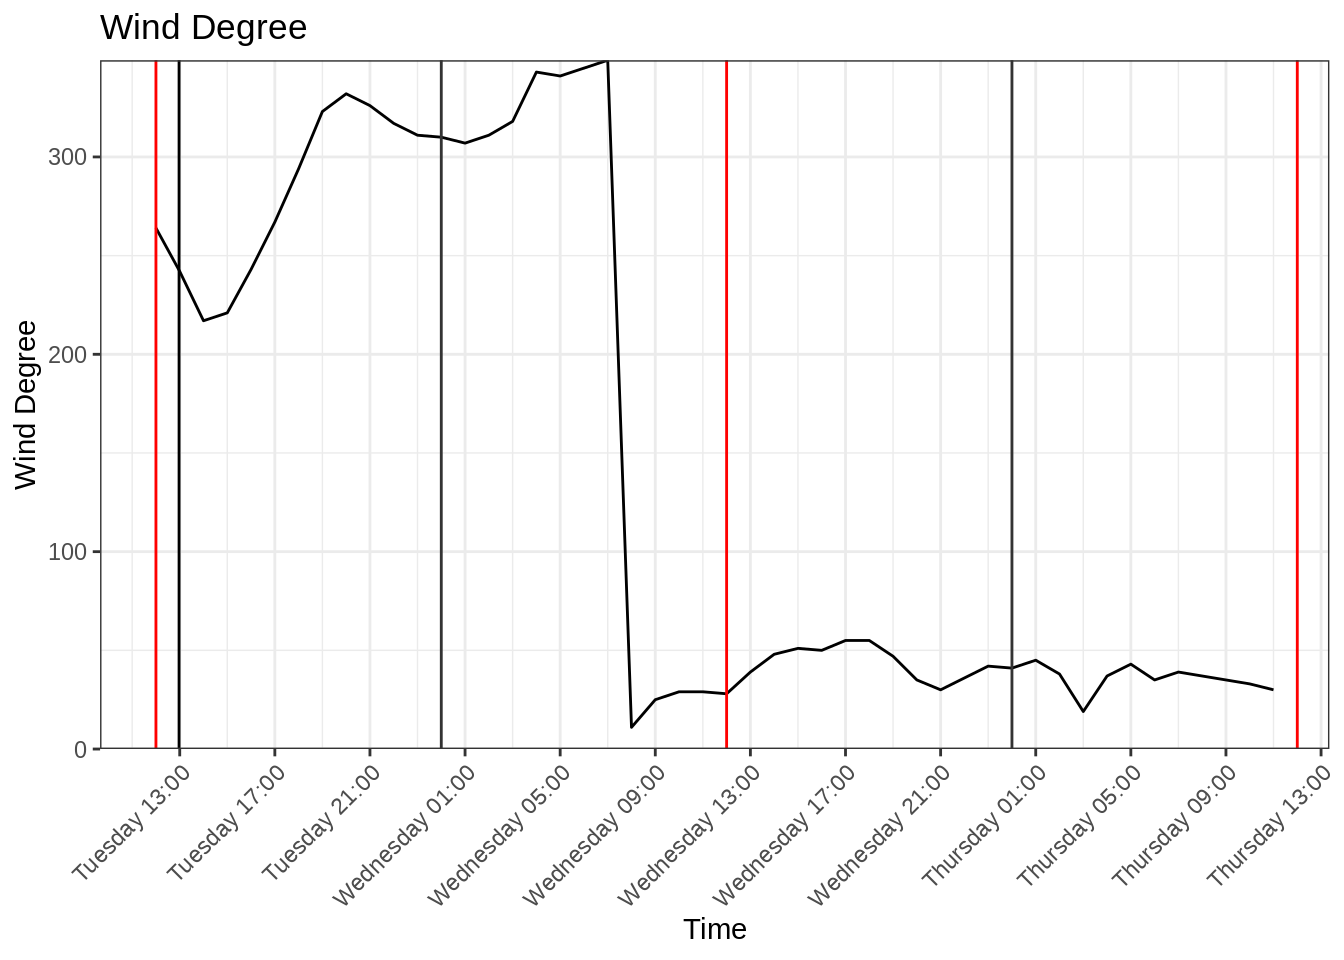 Wind Degree
Wind Degree
300
200
100
0
Tuesday 13:00
Tuesday 17:00
Tuesday 21:00
Wednesday 01:00
Wednesday 05:00
Wednesday 09:00
Wednesday 13:00
Wednesday 17:00
Wednesday 21:00
Thursday 01:00
Thursday 05:00
Thursday 09:00
Thursday 13:00
Time